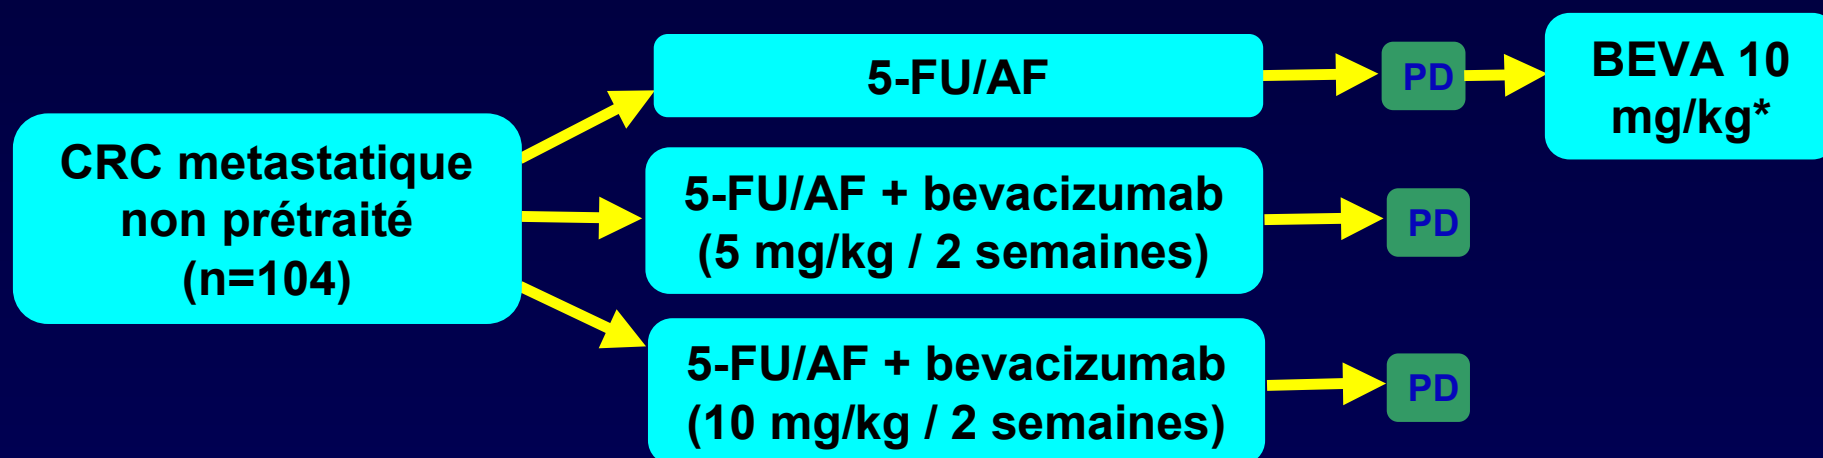 CRC metastatique
non prétraité
(n=104)
5-FU/AF
PD
BEVA 10
mg/kg*
5-FU/AF + bevacizumab
(5 mg/kg / 2 semaines)
PD
5-FU/AF + bevacizumab
(10 mg/kg / 2 semaines)
PD